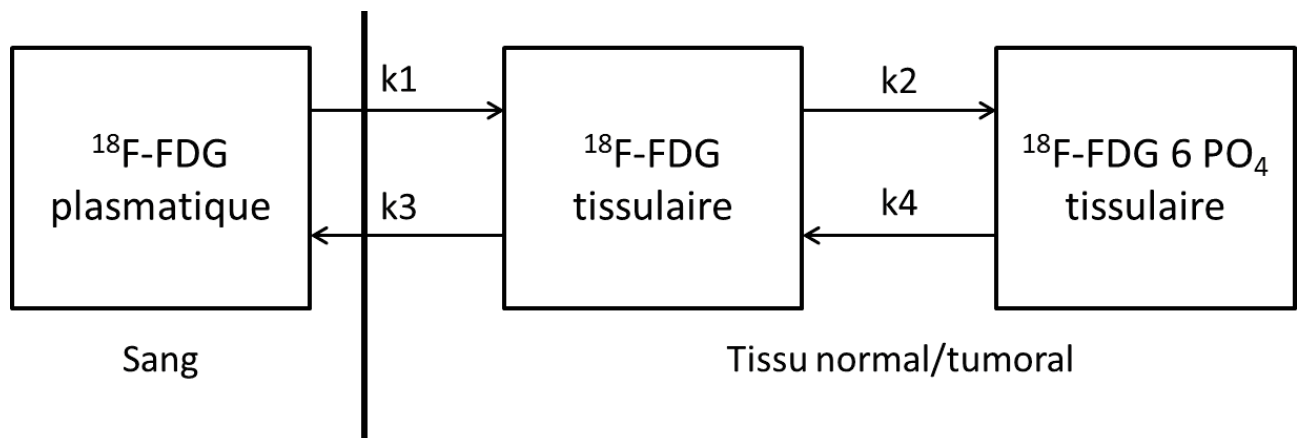 k1
k2
¹⁸F-FDG
plasmatique
¹⁸F-FDG
tissulaire
¹⁸F-FDG 6 PO₄
tissulaire
k3
k4
Sang
Tissu normal/tumoral